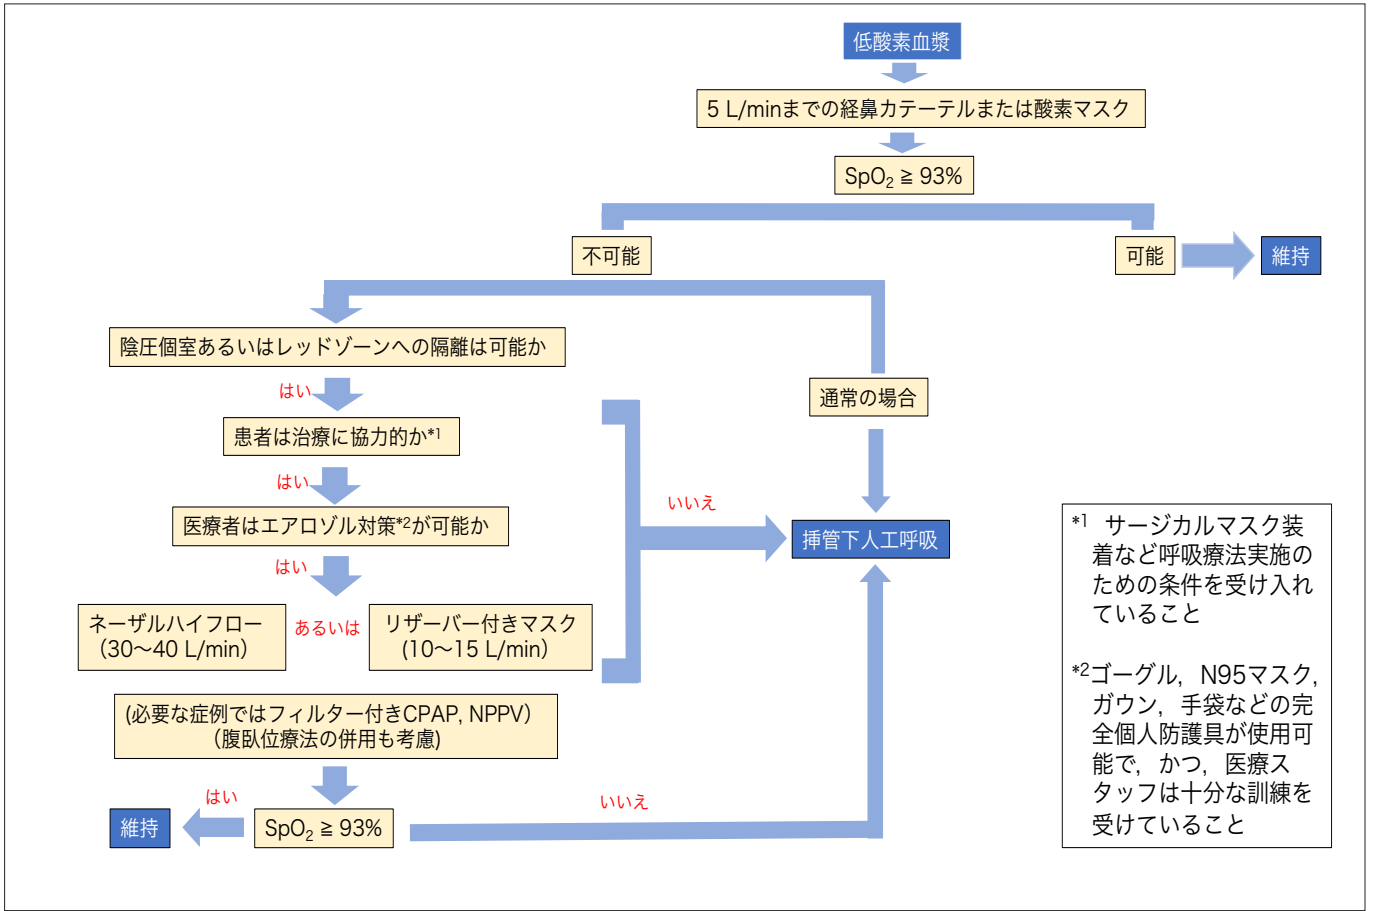 低酸素血漿
5 L/minまでの経鼻カテーテルまたは酸素マスク
SpO₂ ≧ 93%
不可能
可能
維持
陰圧個室あるいはレッドゾーンへの隔離は可能か
通常の場合
はい
患者は治療に協力的か*1
はい
いいえ
医療者はエアロゾル対策*2が可能か
挿管下人工呼吸
はい
ネーザルハイフロー
（30〜40 L/min）
あるいは
リザーバー付きマスク
(10〜15 L/min）
(必要な症例ではフィルター付きCPAP, NPPV）
（腹臥位療法の併用も考慮)
はい
いいえ
維持
SpO₂ ≧ 93%
*1 サージカルマスク装
着など呼吸療法実施の
ための条件を受け入れ
ていること
*2ゴーグル，N95マスク，
ガウン，手袋などの完
全個人防護具が使用可
能で，かつ，医療ス
タッフは十分な訓練を
受けていること